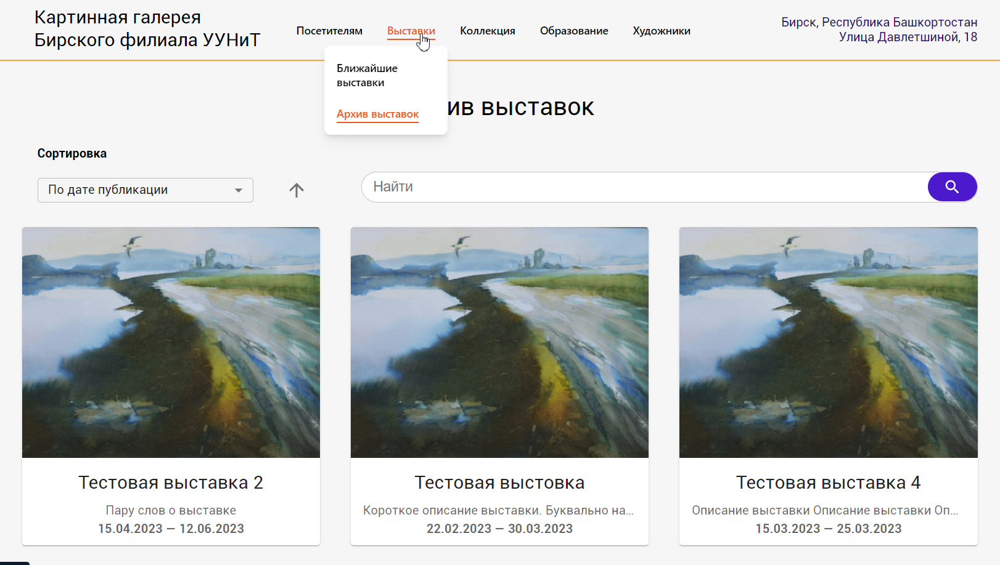 Картинная галерея
Бирского филиала УУНиТ
Посетителям
Выставки
Коллекция
Образование
Художники
Бирск, Республика Башкортостан
Улица Давлетшиной, 18
Ближайшие
выставки
Архив выставок
ив выставок
Сортировка
По дате публикации
Найти
Тестовая выставка 2
Пару слов о выставке
15.04.2023 — 12.06.2023
Тестовая выстовка
Короткое описание выставки. Буквально на...
22.02.2023 — 30.03.2023
Тестовая выставка 4
Описание выставки Описание выставки Оп...
15.03.2023 — 25.03.2023